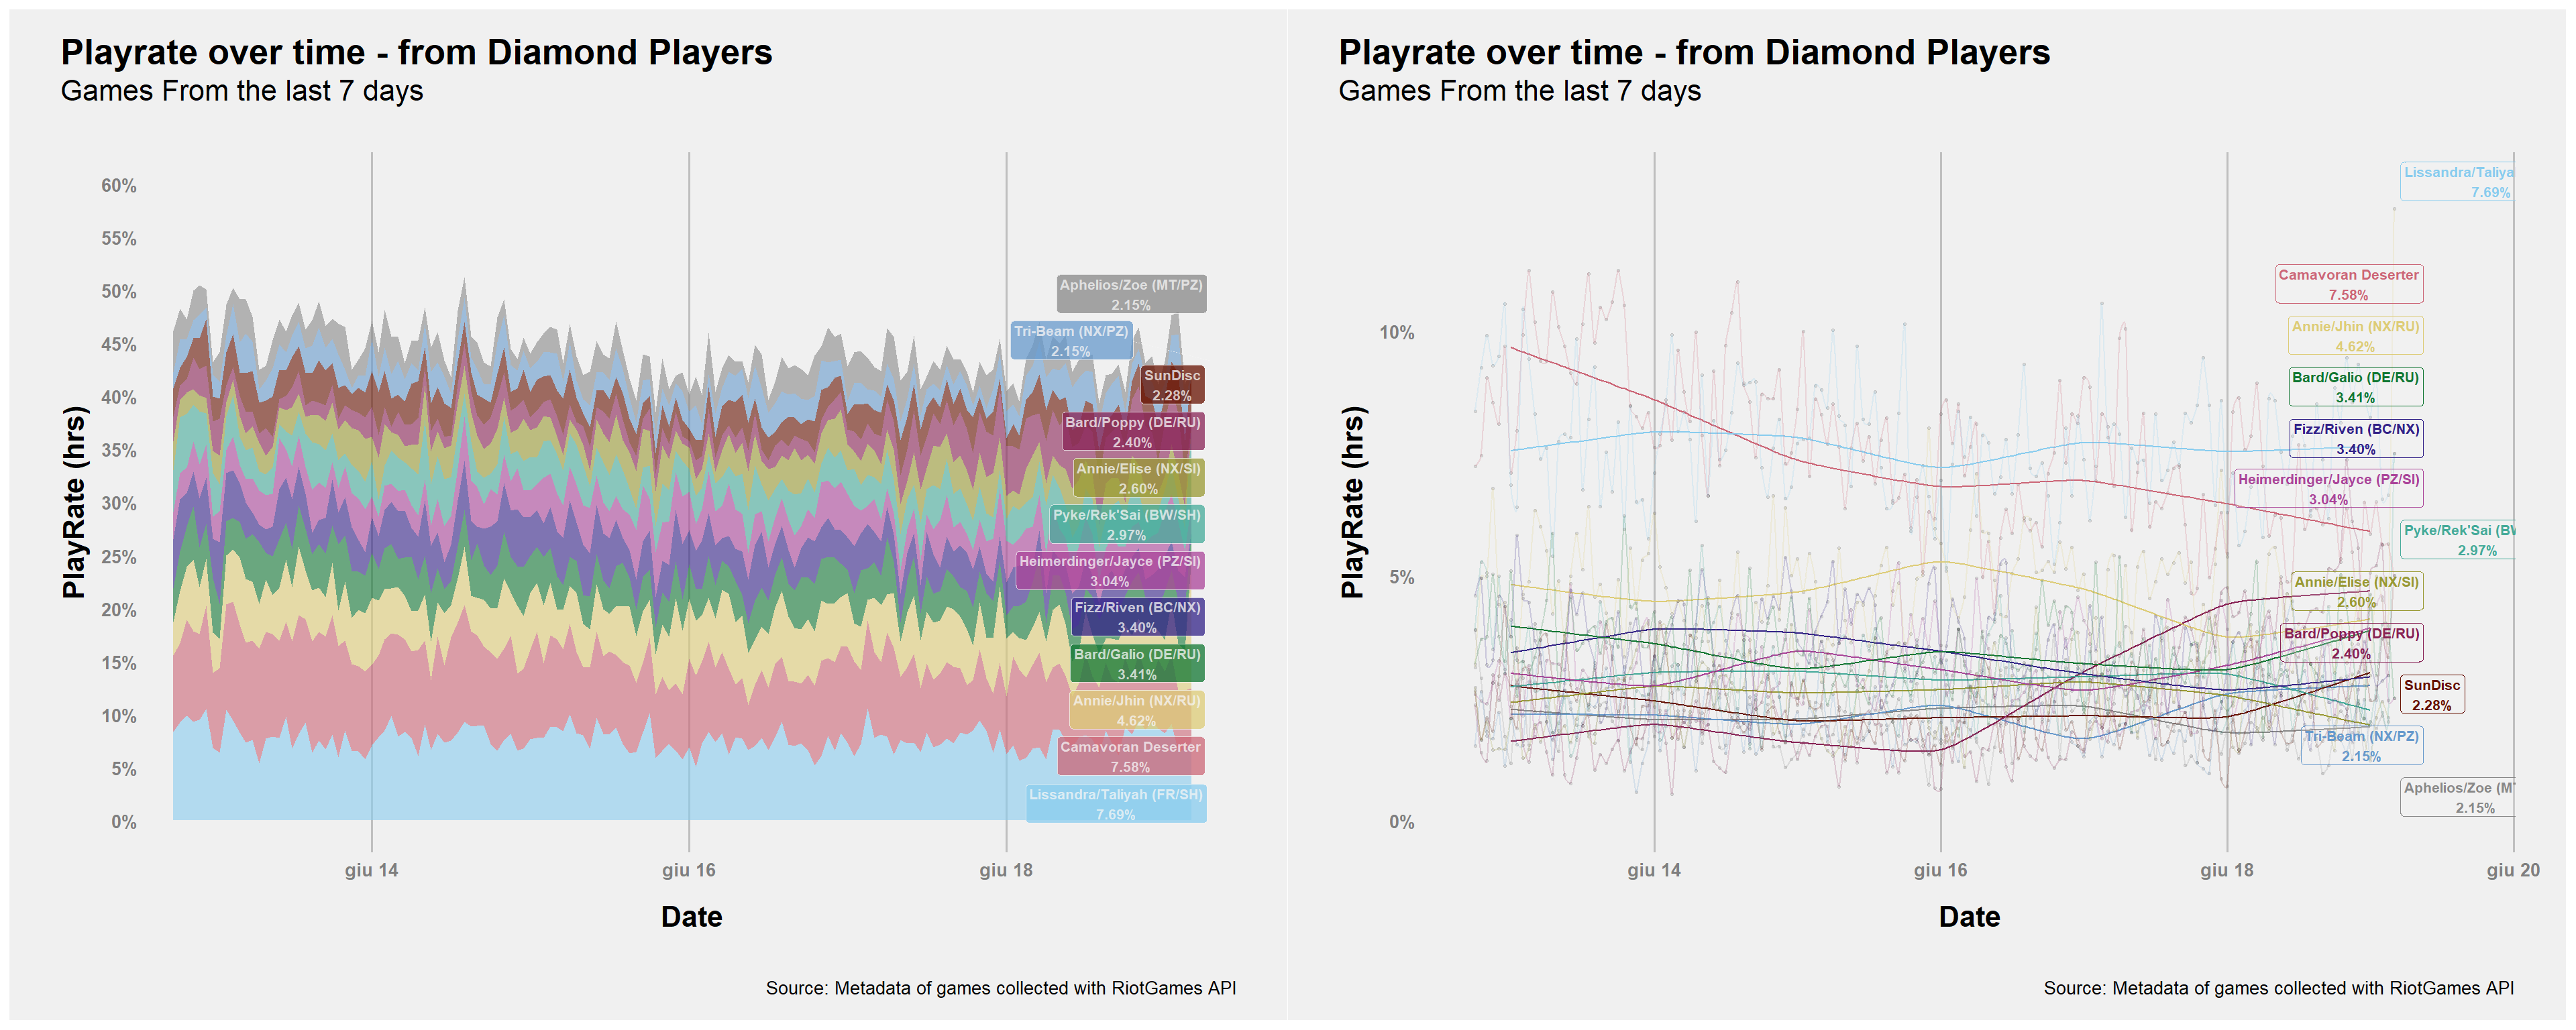 Playrate over time - from Diamond Players
Games From the last 7 days
PlayRate (hrs)
60%
55%
50%
45%
40%
35%
30%
25%
20%
15%
10%
5%
0%
Aphelios/Zoe (MT/PZ)
2.15%
Tri-Beam (NX/PZ)
2.15%
SunDisc
2.28%
Bard/Poppy (DE/RU)
2.40%
Annie/Elise (NX/SI)
2.60%
Pyke/Rek'Sai (BW/SH)
2.97%
Heimerdinger/Jayce (PZ/SI)
3.04%
Fizz/Riven (BC/NX)
3.40%
Bard/Galio (DE/RU)
3.41%
Annie/Jhin (NX/RU)
4.62%
Camavoran Deserter
7.58%
Lissandra/Taliyah (FR/SH)
7.69%
giu 14
giu 16
giu 18
Date
Source: Metadata of games collected with RiotGames API
Playrate over time - from Diamond Players
Games From the last 7 days
PlayRate (hrs)
10%
5%
0%
Lissandra/Taliya
7.69%
Camavoran Deserter
7.58%
Annie/Jhin (NX/RU)
4.62%
Bard/Galio (DE/RU)
3.41%
Fizz/Riven (BC/NX)
3.40%
Heimerdinger/Jayce (PZ/SI)
3.04%
Pyke/Rek'Sai (BW
2.97%
Annie/Elise (NX/SI)
2.60%
Bard/Poppy (DE/RU)
2.40%
SunDisc
2.28%
Tri-Beam (NX/PZ)
2.15%
Aphelios/Zoe (MT
2.15%
giu 14
giu 16
giu 18
giu 20
Date
Source: Metadata of games collected with RiotGames API